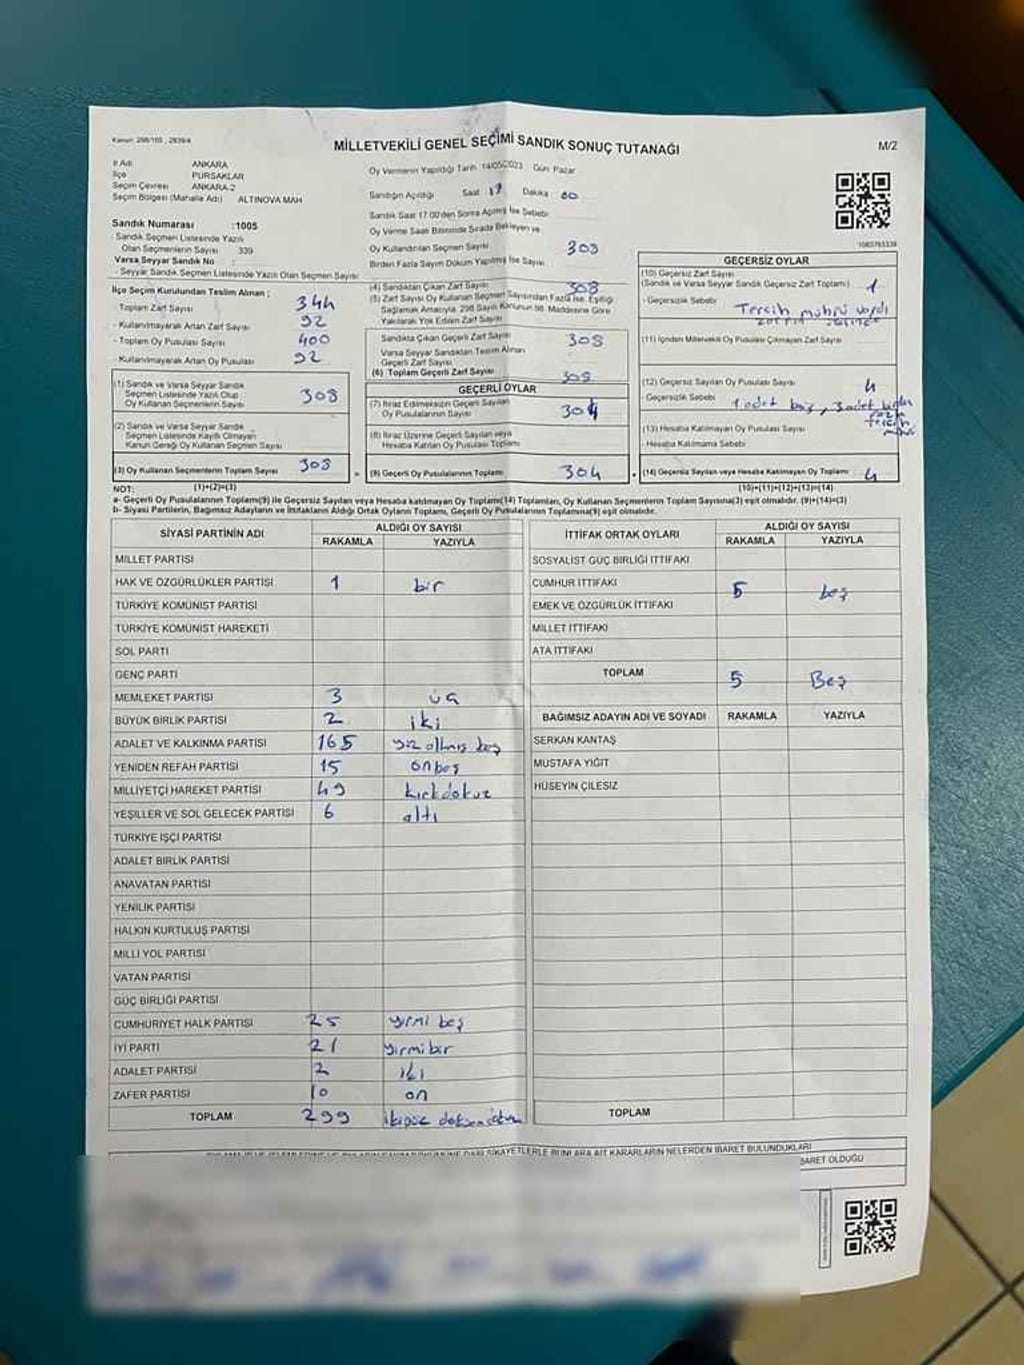 Kanun: 298/105 , 2839/4
MİLLETVEKİLİ GENEL SEÇİMİ SANDIK SONUÇ TUTANAĞI
M/2
İl Adı ANKARA
İlçe PURSAKLAR
Seçim Çevresi ANKARA-2
Seçim Bölgesi (Mahalle Adı) ALTINOVA MAH
Sandık Numarası :1005
- Sandık Seçmen Listesinde Yazılı
Olan Seçmenlerin Sayısı 339
Varsa Seyyar Sandık No :
- Seyyar Sandık Seçmen Listesinde Yazılı Olan Seçmen Sayısı
Oy Vermenin Yapıldığı Tarih 14/05/2023 Gün Pazar
Sandığın Açıldığı Saat 17 Dakika 00
Sandık Saat 17:00'den Sonra Açılmış İse Sebebi
Oy Verme Saati Bitiminde Sırada Bekleyen ve
Oy Kullandırılan Seçmen Sayısı 308
Birden Fazla Sayım Döküm Yapılmış İse Sayısı
1083765339
İlçe Seçim Kurulundan Teslim Alınan :
Toplam Zarf Sayısı 344
- Kullanılmayarak Artan Zarf Sayısı 92
- Toplam Oy Pusulası Sayısı 400
- Kullanılmayarak Artan Oy Pusulası 92
(1) Sandık ve Varsa Seyyar Sandık
Seçmen Listesinde Yazılı Olup
Oy Kullanan Seçmenlerin Sayısı 308
(2) Sandık ve Varsa Seyyar Sandık
Seçmen Listesinde Kayıtlı Olmayan
Kanun Gereği Oy Kullanan Seçmen Sayısı
(3) Oy Kullanan Seçmenlerin Toplam Sayısı 308
(1)+(2)=(3)
(4) Sandıktan Çıkan Zarf Sayısı 308
(5) Zarf Sayısı Oy Kullanan Seçmen Sayısından Fazla İse, Eşitliği
Sağlamak Amacıyla, 298 Sayılı Kanunun 98. Maddesine Göre
Yakılarak Yok Edilen Zarf Sayısı
Sandıkta Çıkan Geçerli Zarf Sayısı 308
Varsa Seyyar Sandıktan Teslim Alınan
Geçerli Zarf Sayısı
(6) Toplam Geçerli Zarf Sayısı 308
GEÇERLİ OYLAR
(7) İtiraz Edilmeksizin Geçerli Sayılan
Oy Pusulalarının Sayısı 304
(8) İtiraz Üzerine Geçerli Sayılan veya
Hesaba Katılan Oy Pusulası Toplamı
= (9) Geçerli Oy Pusulalarının Toplamı 304
GEÇERSİZ OYLAR
(10) Geçersiz Zarf Sayısı
(Sandık ve Varsa Seyyar Sandık Geçersiz Zarf Toplamı) 1
- Geçersizlik Sebebi Tercih mührü vardı
(11) İçinden Milletvekili Oy Pusulası Çıkmayan Zarf Sayısı
(12) Geçersiz Sayılan Oy Pusulası Sayısı 4
- Geçersizlik Sebebi 1 adet boş, 3 adet birden
fazla
tercih
mührü
(13) Hesaba Katılmayan Oy Pusulası Sayısı
- Hesaba Katılmama Sebebi
+ (14) Geçersiz Sayılan veya Hesaba Katılmayan Oy Toplamı 4
(10)+(11)+(12)+(13)=(14)
NOT:
a- Geçerli Oy Pusulalarının Toplamı(9) ile Geçersiz Sayılan veya Hesaba katılmayan Oy Toplamı(14) Toplamları, Oy Kullanan Seçmenlerin Toplam Sayısına(3) eşit olmalıdır. (9)+(14)=(3)
b- Siyasi Partilerin, Bağımsız Adayların ve İttifakların Aldığı Ortak Oyların Toplamı, Geçerli Oy Pusulalarının Toplamına(9) eşit olmalıdır.
SİYASİ PARTİNİN ADI ALDIĞI OY SAYISI
RAKAMLA YAZIYLA
MİLLET PARTİSİ
HAK VE ÖZGÜRLÜKLER PARTİSİ 1 bir
TÜRKİYE KOMÜNİST PARTİSİ
TÜRKİYE KOMÜNİST HAREKETİ
SOL PARTİ
GENÇ PARTİ
MEMLEKET PARTİSİ 3 üç
BÜYÜK BİRLİK PARTİSİ 2 iki
ADALET VE KALKINMA PARTİSİ 165 yüz altmış beş
YENİDEN REFAH PARTİSİ 15 onbeş
MİLLİYETÇİ HAREKET PARTİSİ 49 kırkdokuz
YEŞİLLER VE SOL GELECEK PARTİSİ 6 altı
TÜRKİYE İŞÇİ PARTİSİ
ADALET BİRLİK PARTİSİ
ANAVATAN PARTİSİ
YENİLİK PARTİSİ
HALKIN KURTULUŞ PARTİSİ
MİLLİ YOL PARTİSİ
VATAN PARTİSİ
GÜÇ BİRLİĞİ PARTİSİ
CUMHURİYET HALK PARTİSİ 25 yirmi beş
İYİ PARTİ 21 yirmibir
ADALET PARTİSİ 2 iki
ZAFER PARTİSİ 10 on
TOPLAM 299 ikiyüz doksandokuz
İTTİFAK ORTAK OYLARI ALDIĞI OY SAYISI
RAKAMLA YAZIYLA
SOSYALİST GÜÇ BİRLİĞİ İTTİFAKI
CUMHUR İTTİFAKI 5 beş
EMEK VE ÖZGÜRLÜK İTTİFAKI
MİLLET İTTİFAKI
ATA İTTİFAKI
TOPLAM 5 Beş
BAĞIMSIZ ADAYIN ADI VE SOYADI RAKAMLA YAZIYLA
SERKAN KANTAŞ
MUSTAFA YİĞİT
HÜSEYİN ÇİLESİZ
TOPLAM
ŞİKAYETLERLE BUNLARA AİT KARARLARIN NELERDEN İBARET BULUNDUKLARI
BARET OLDUĞU